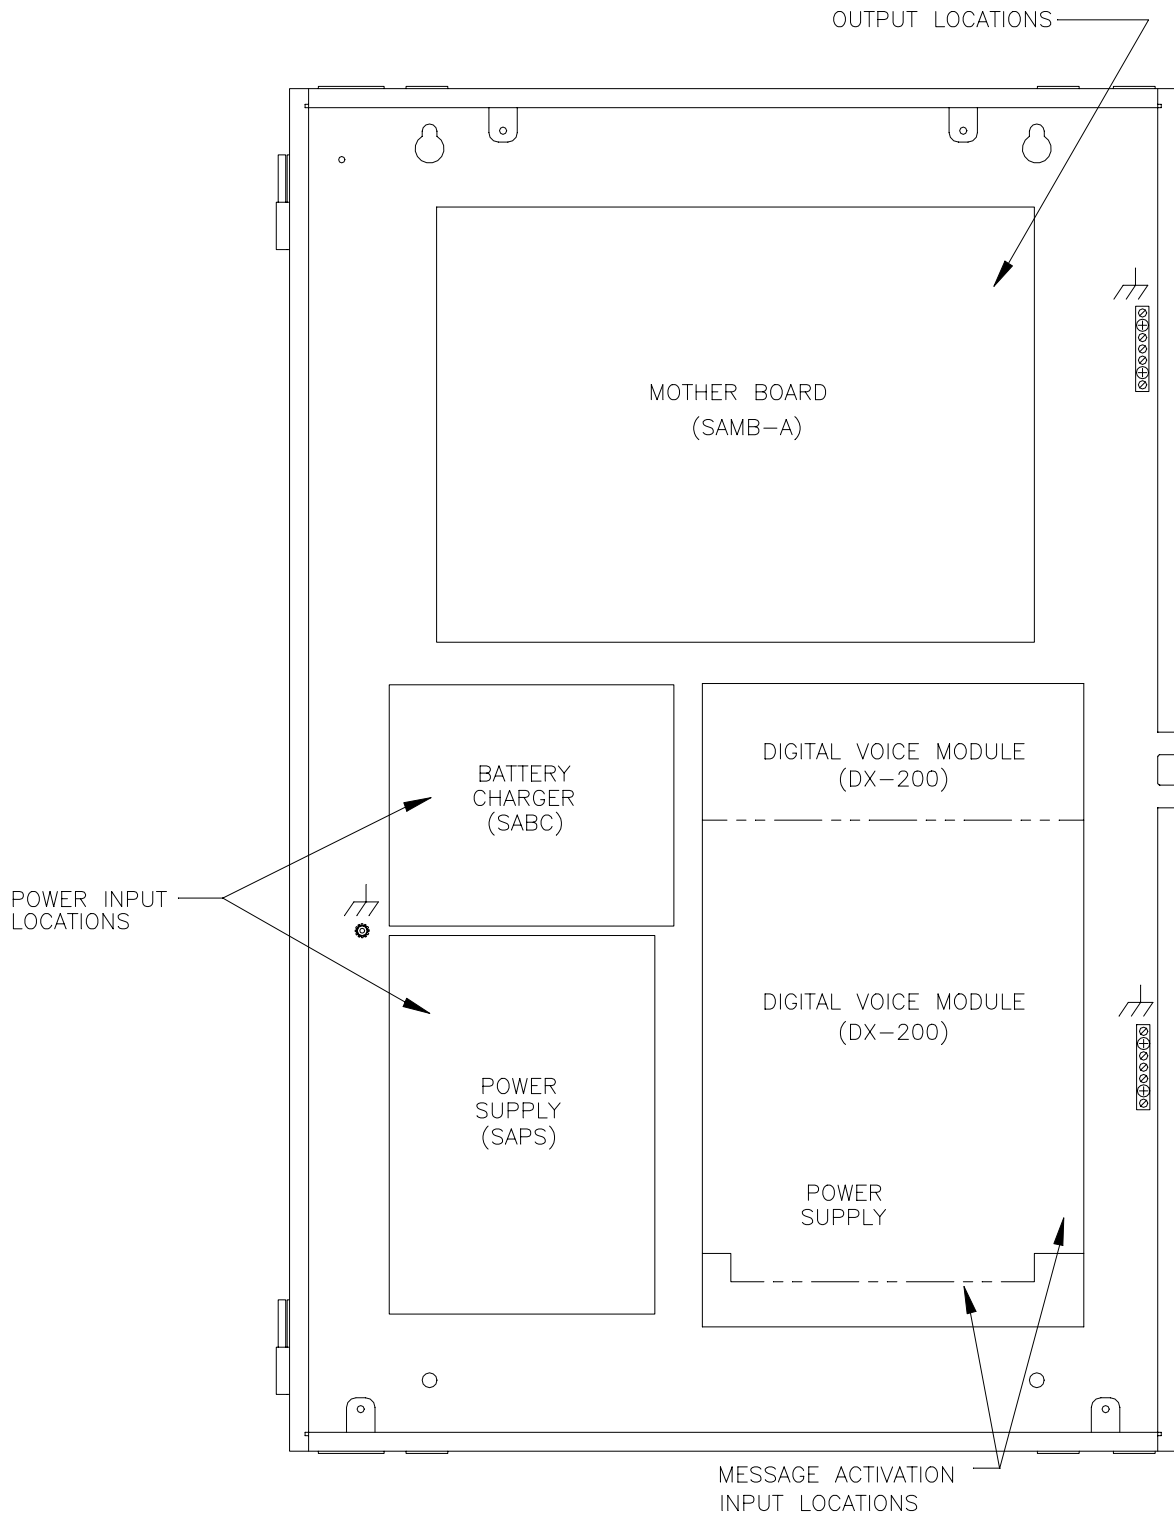 OUTPUT LOCATIONS
MOTHER BOARD
(SAMB-A)
BATTERY
CHARGER
(SABC)
DIGITAL VOICE MODULE
(DX-200)
POWER INPUT
LOCATIONS
DIGITAL VOICE MODULE
(DX-200)
POWER
SUPPLY
(SAPS)
POWER
SUPPLY
MESSAGE ACTIVATION
INPUT LOCATIONS